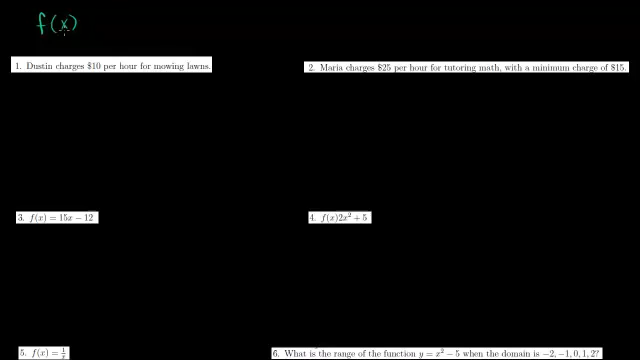 f(x)
1. Dustin charges $10 per hour for mowing lawns.
2. Maria charges $25 per hour for tutoring math, with a minimum charge of $15.
3. f(x) = 15x − 12
4. f(x)2x² + 5
5. f(x) = 1/x
6. What is the range of the function y = x² − 5 when the domain is −2, −1, 0, 1, 2?